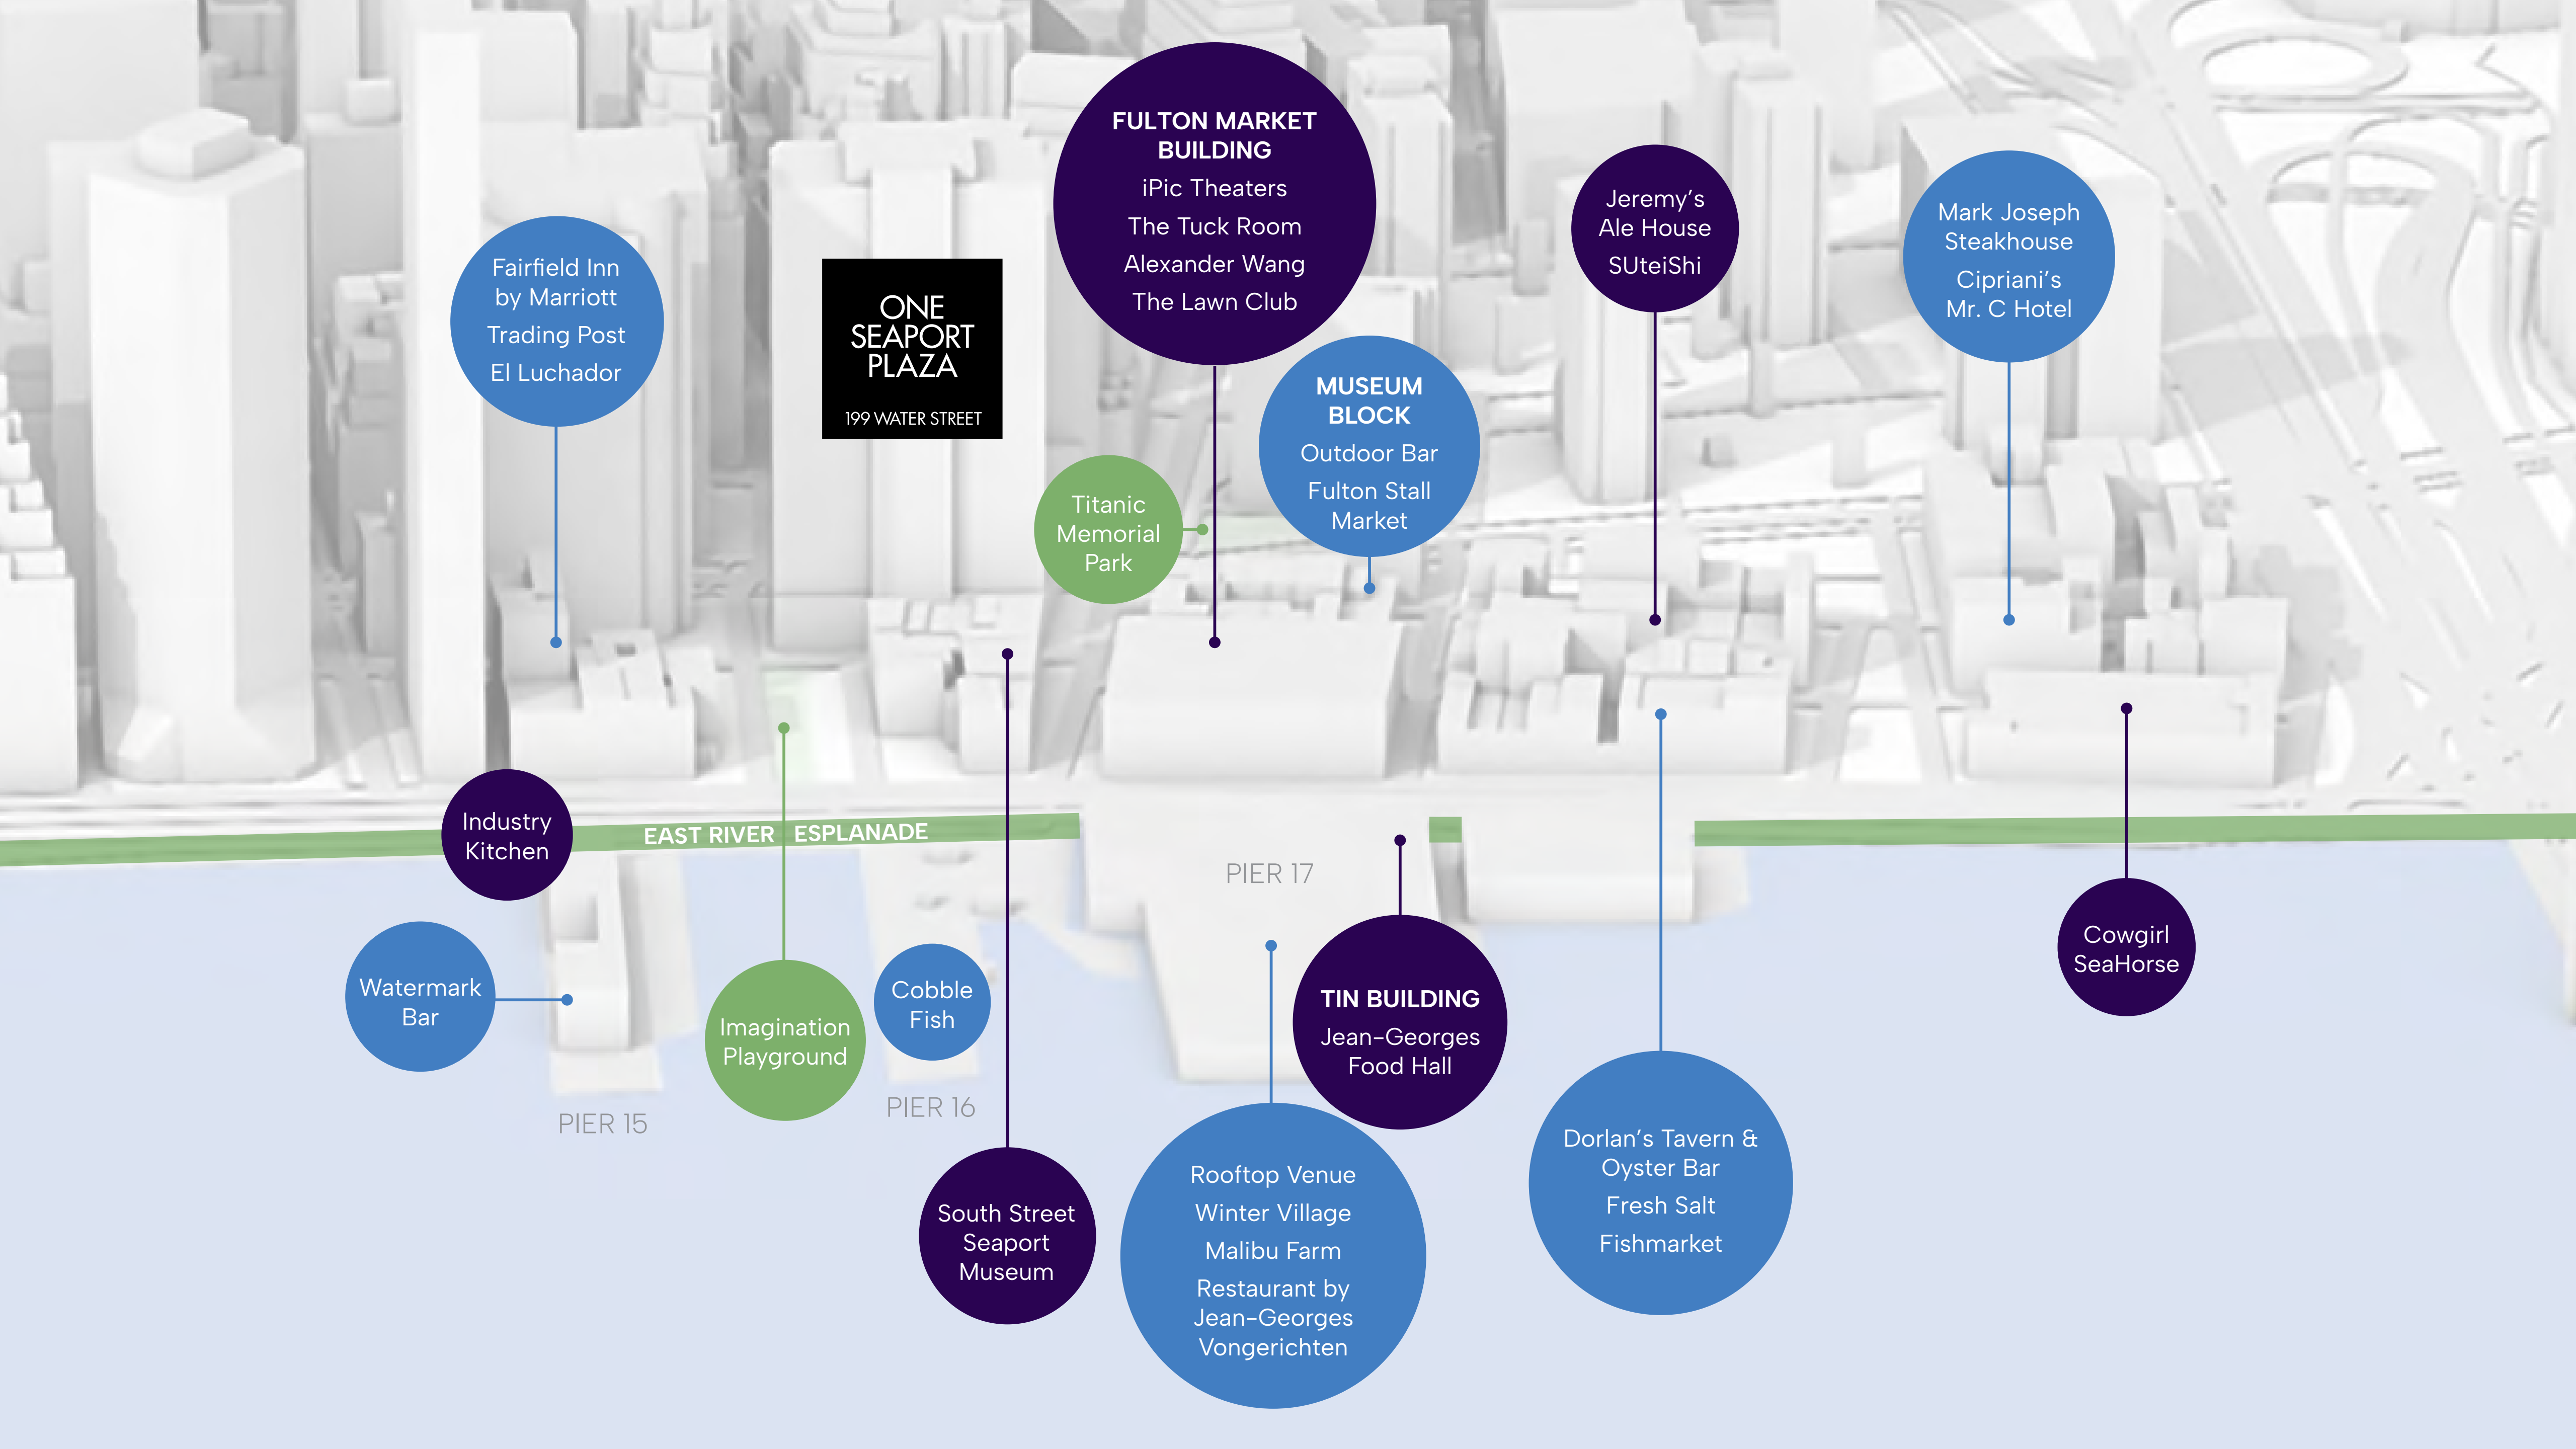 FULTON MARKET
BUILDING
iPic Theaters
The Tuck Room
Alexander Wang
The Lawn Club
Jeremy’s
Ale House
SUteiShi
Mark Joseph
Steakhouse
Cipriani’s
Mr. C Hotel
Fairfield Inn
by Marriott
Trading Post
El Luchador
ONE
SEAPORT
PLAZA
199 WATER STREET
MUSEUM
BLOCK
Outdoor Bar
Fulton Stall
Market
Titanic
Memorial
Park
Industry
Kitchen
EAST RIVER ESPLANADE
PIER 17
Watermark
Bar
Imagination
Playground
Cobble
Fish
TIN BUILDING
Jean-Georges
Food Hall
Cowgirl
SeaHorse
PIER 15
PIER 16
South Street
Seaport
Museum
Rooftop Venue
Winter Village
Malibu Farm
Restaurant by
Jean-Georges
Vongerichten
Dorlan’s Tavern &
Oyster Bar
Fresh Salt
Fishmarket